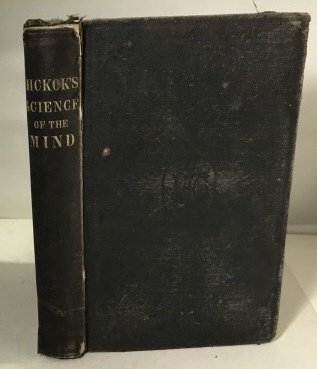 HICKOK'S
SCIENCE
OF THE
MIND